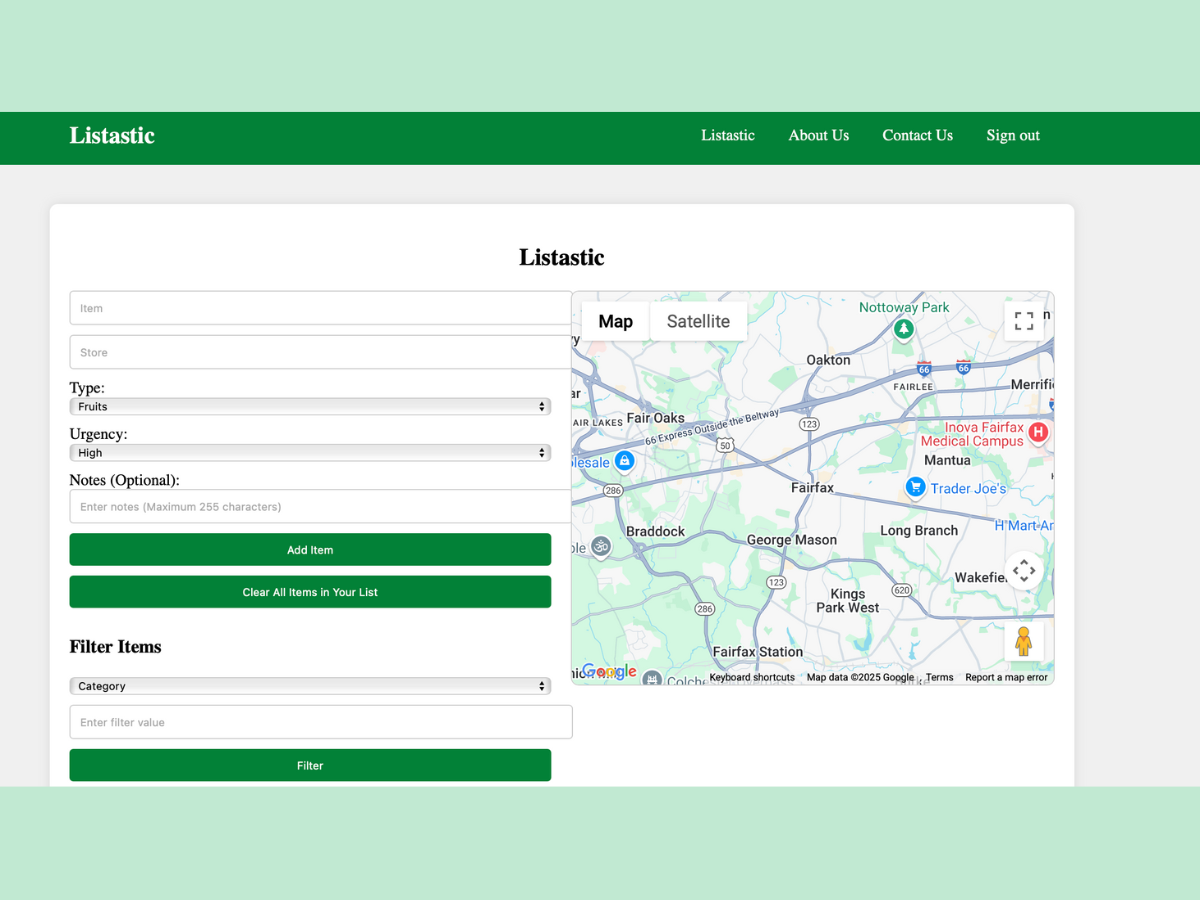 Listastic
Listastic About Us Contact Us Sign out
Listastic
Item
Store
Type:
Fruits
Urgency:
High
Notes (Optional):
Enter notes (Maximum 255 characters)
Add Item
Clear All Items in Your List
Filter Items
Category
Enter filter value
Filter
Map Satellite
Nottoway Park
Oakton
66 66
FAIRLEE
Merrifi
AIR LAKES
Fair Oaks
66 Express Outside the Beltway
123
50
Inova Fairfax
Medical Campus
H
Mantua
lesale
286
Fairfax
Trader Joe's
Braddock
George Mason
Long Branch
H Mart An
ple
123
Wakefie
620
Kings
Park West
286
Fairfax Station
Google
Keyboard shortcuts Map data ©2025 Google Terms Report a map error